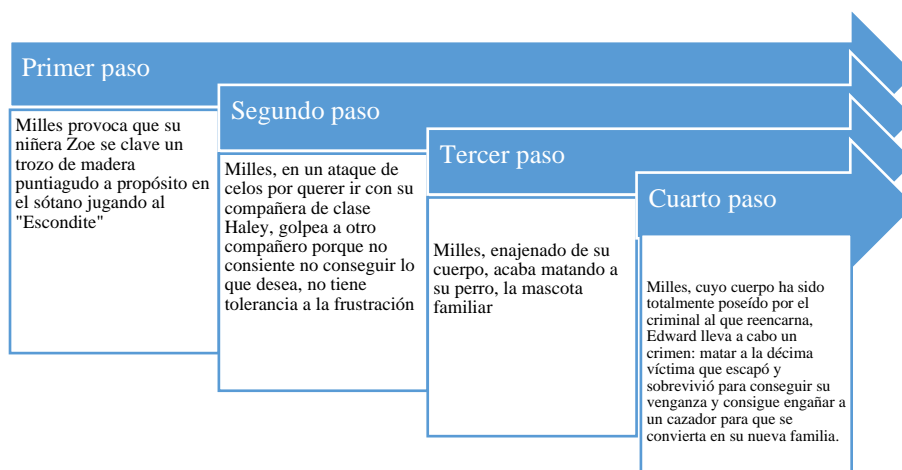 Primer paso
Milles provoca que su
niñera Zoe se clave un
trozo de madera
puntiagudo a propósito en
el sótano jugando al
"Escondite"
Segundo paso
Milles, en un ataque de
celos por querer ir con su
compañera de clase
Haley, golpea a otro
compañero porque no
consiente no conseguir lo
que desea, no tiene
tolerancia a la frustración
Tercer paso
Milles, enajenado de su
cuerpo, acaba matando a
su perro, la mascota
familiar
Cuarto paso
Milles, cuyo cuerpo ha sido
totalmente poseído por el
criminal al que reencarna,
Edward lleva a cabo un
crimen: matar a la décima
víctima que escapó y
sobrevivió para conseguir su
venganza y consigue engañar a
un cazador para que se
convierta en su nueva familia.